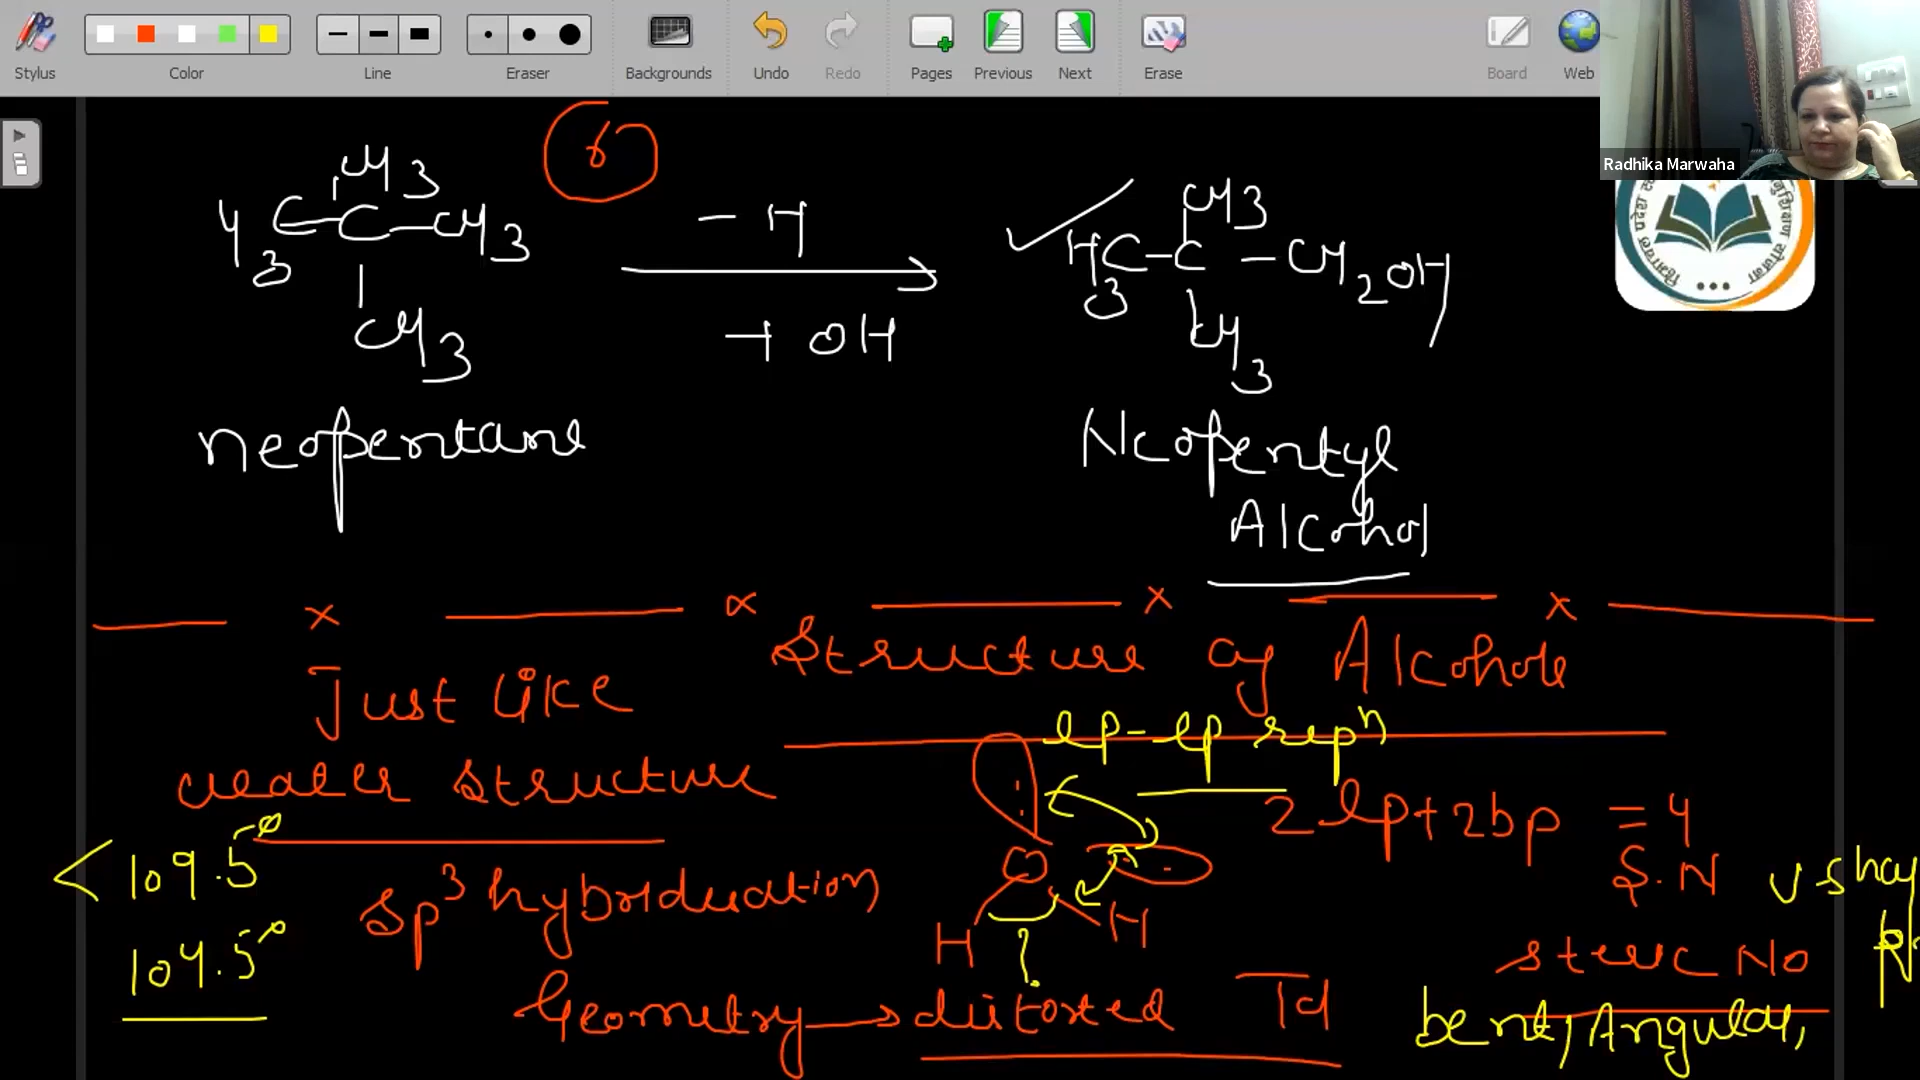 Stylus
Color
Line
Eraser
Backgrounds
Undo
Redo
Pages
Previous
Next
Erase
Board
Web
Radhika Marwaha
6
CH3
H3C-C-CH3
CH3
neopentane
- H
+ OH
CH3
H3C-C-CH2OH
CH3
Neopentyl
Alcohol
x x x x
Structure of Alcohols
Just like
water structure
lp-lp repn
2lp+2bp = 4
S.N
steric No
< 109.5°
104.5°
sp3 hybridization
O
H H
?
Geometry → distorted Td
bent, Angular,